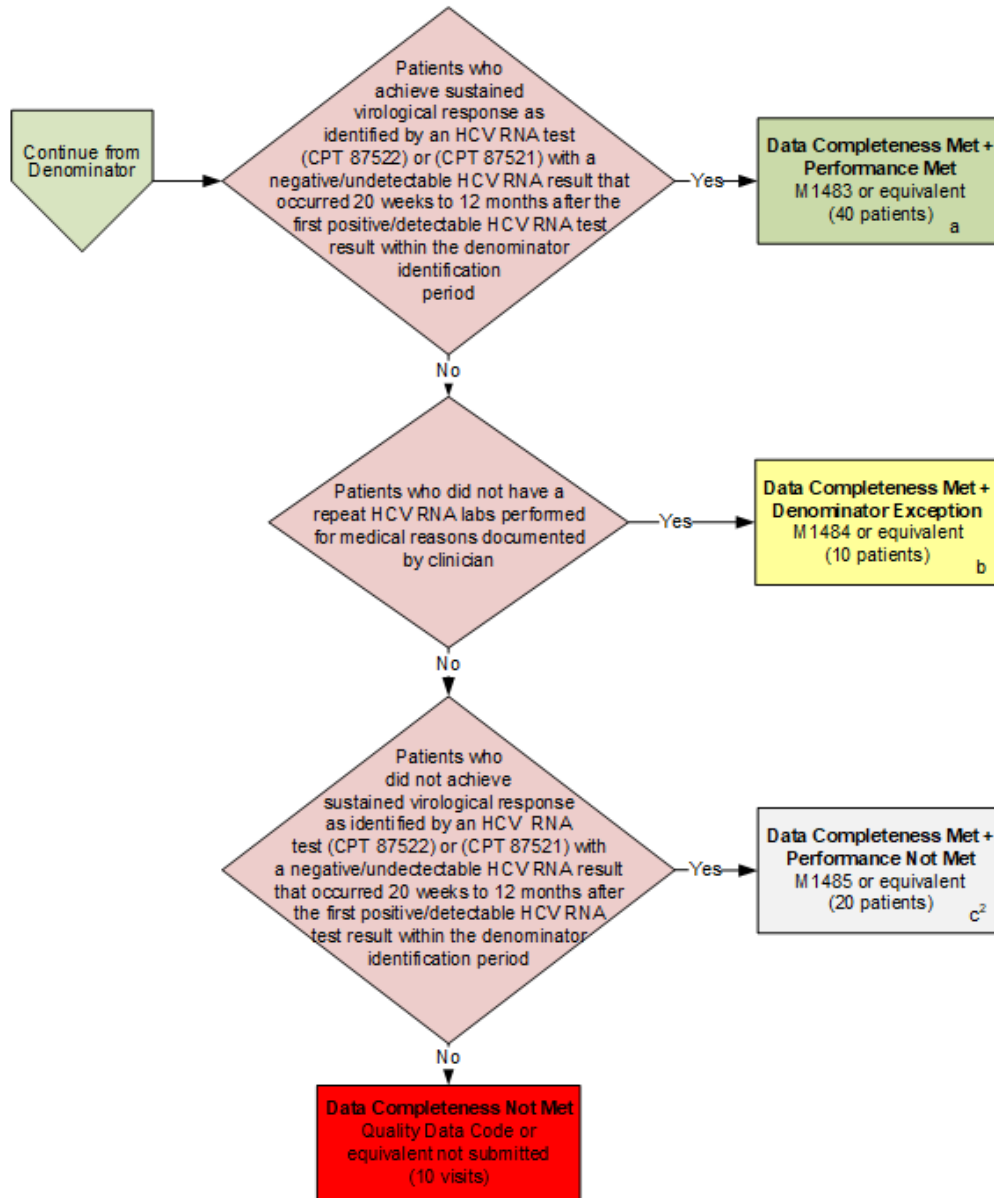 Continue from
Denominator
Patients who
achieve sustained
virological response as
identified by an HCV RNA test
(CPT 87522) or (CPT 87521) with a
negative/undetectable HCV RNA result that
occurred 20 weeks to 12 months after the
first positive/detectable HCV RNA test
result within the denominator
identification
period
Yes
Data Completeness Met +
Performance Met
M1483 or equivalent
(40 patients)
a
No
Patients who did not have a
repeat HCV RNA labs performed
for medical reasons documented
by clinician
Yes
Data Completeness Met +
Denominator Exception
M1484 or equivalent
(10 patients)
b
No
Patients who
did not achieve
sustained virological response
as identified by an HCV RNA
test (CPT 87522) or (CPT 87521) with
a negative/undectectable HCV RNA result
that occurred 20 weeks to 12 months after
the first positive/detectable HCV RNA
test result within the denominator
identification period
Yes
Data Completeness Met +
Performance Not Met
M1485 or equivalent
(20 patients)
c²
No
Data Completeness Not Met
Quality Data Code or
equivalent not submitted
(10 visits)